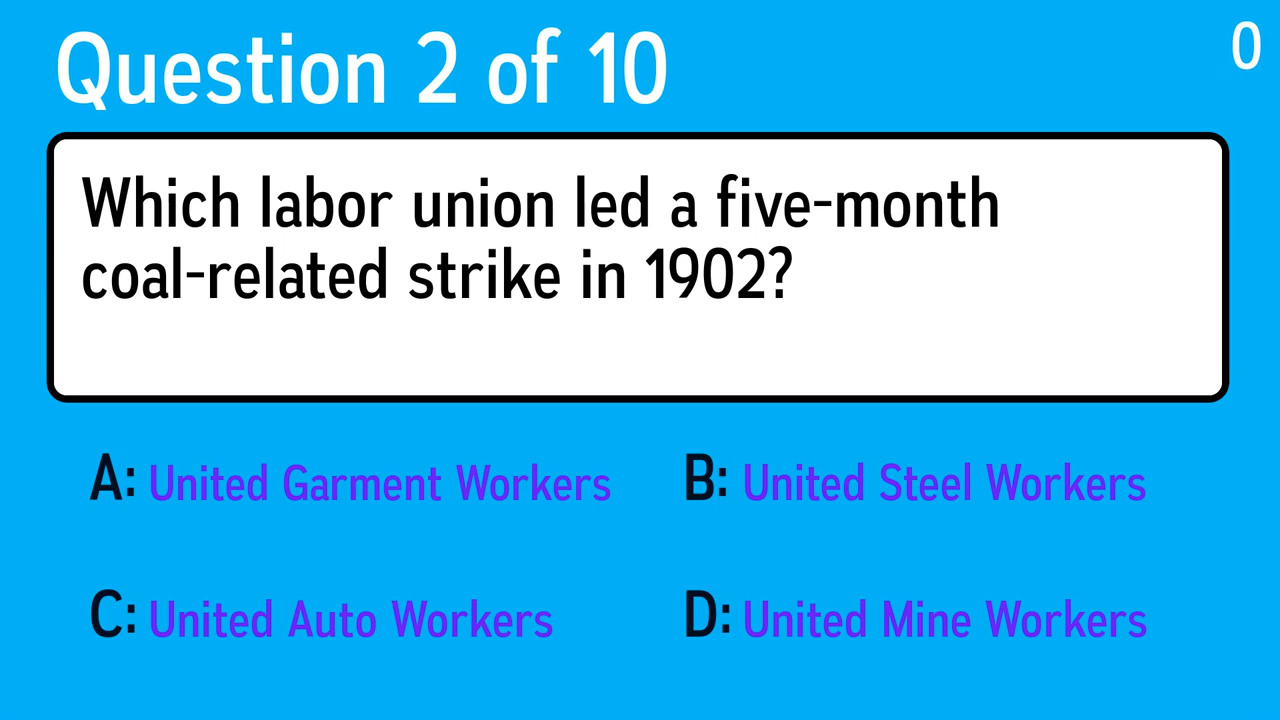 Question 2 of 10
0
Which labor union led a five-month
coal-related strike in 1902?
A: United Garment Workers
B: United Steel Workers
C: United Auto Workers
D: United Mine Workers